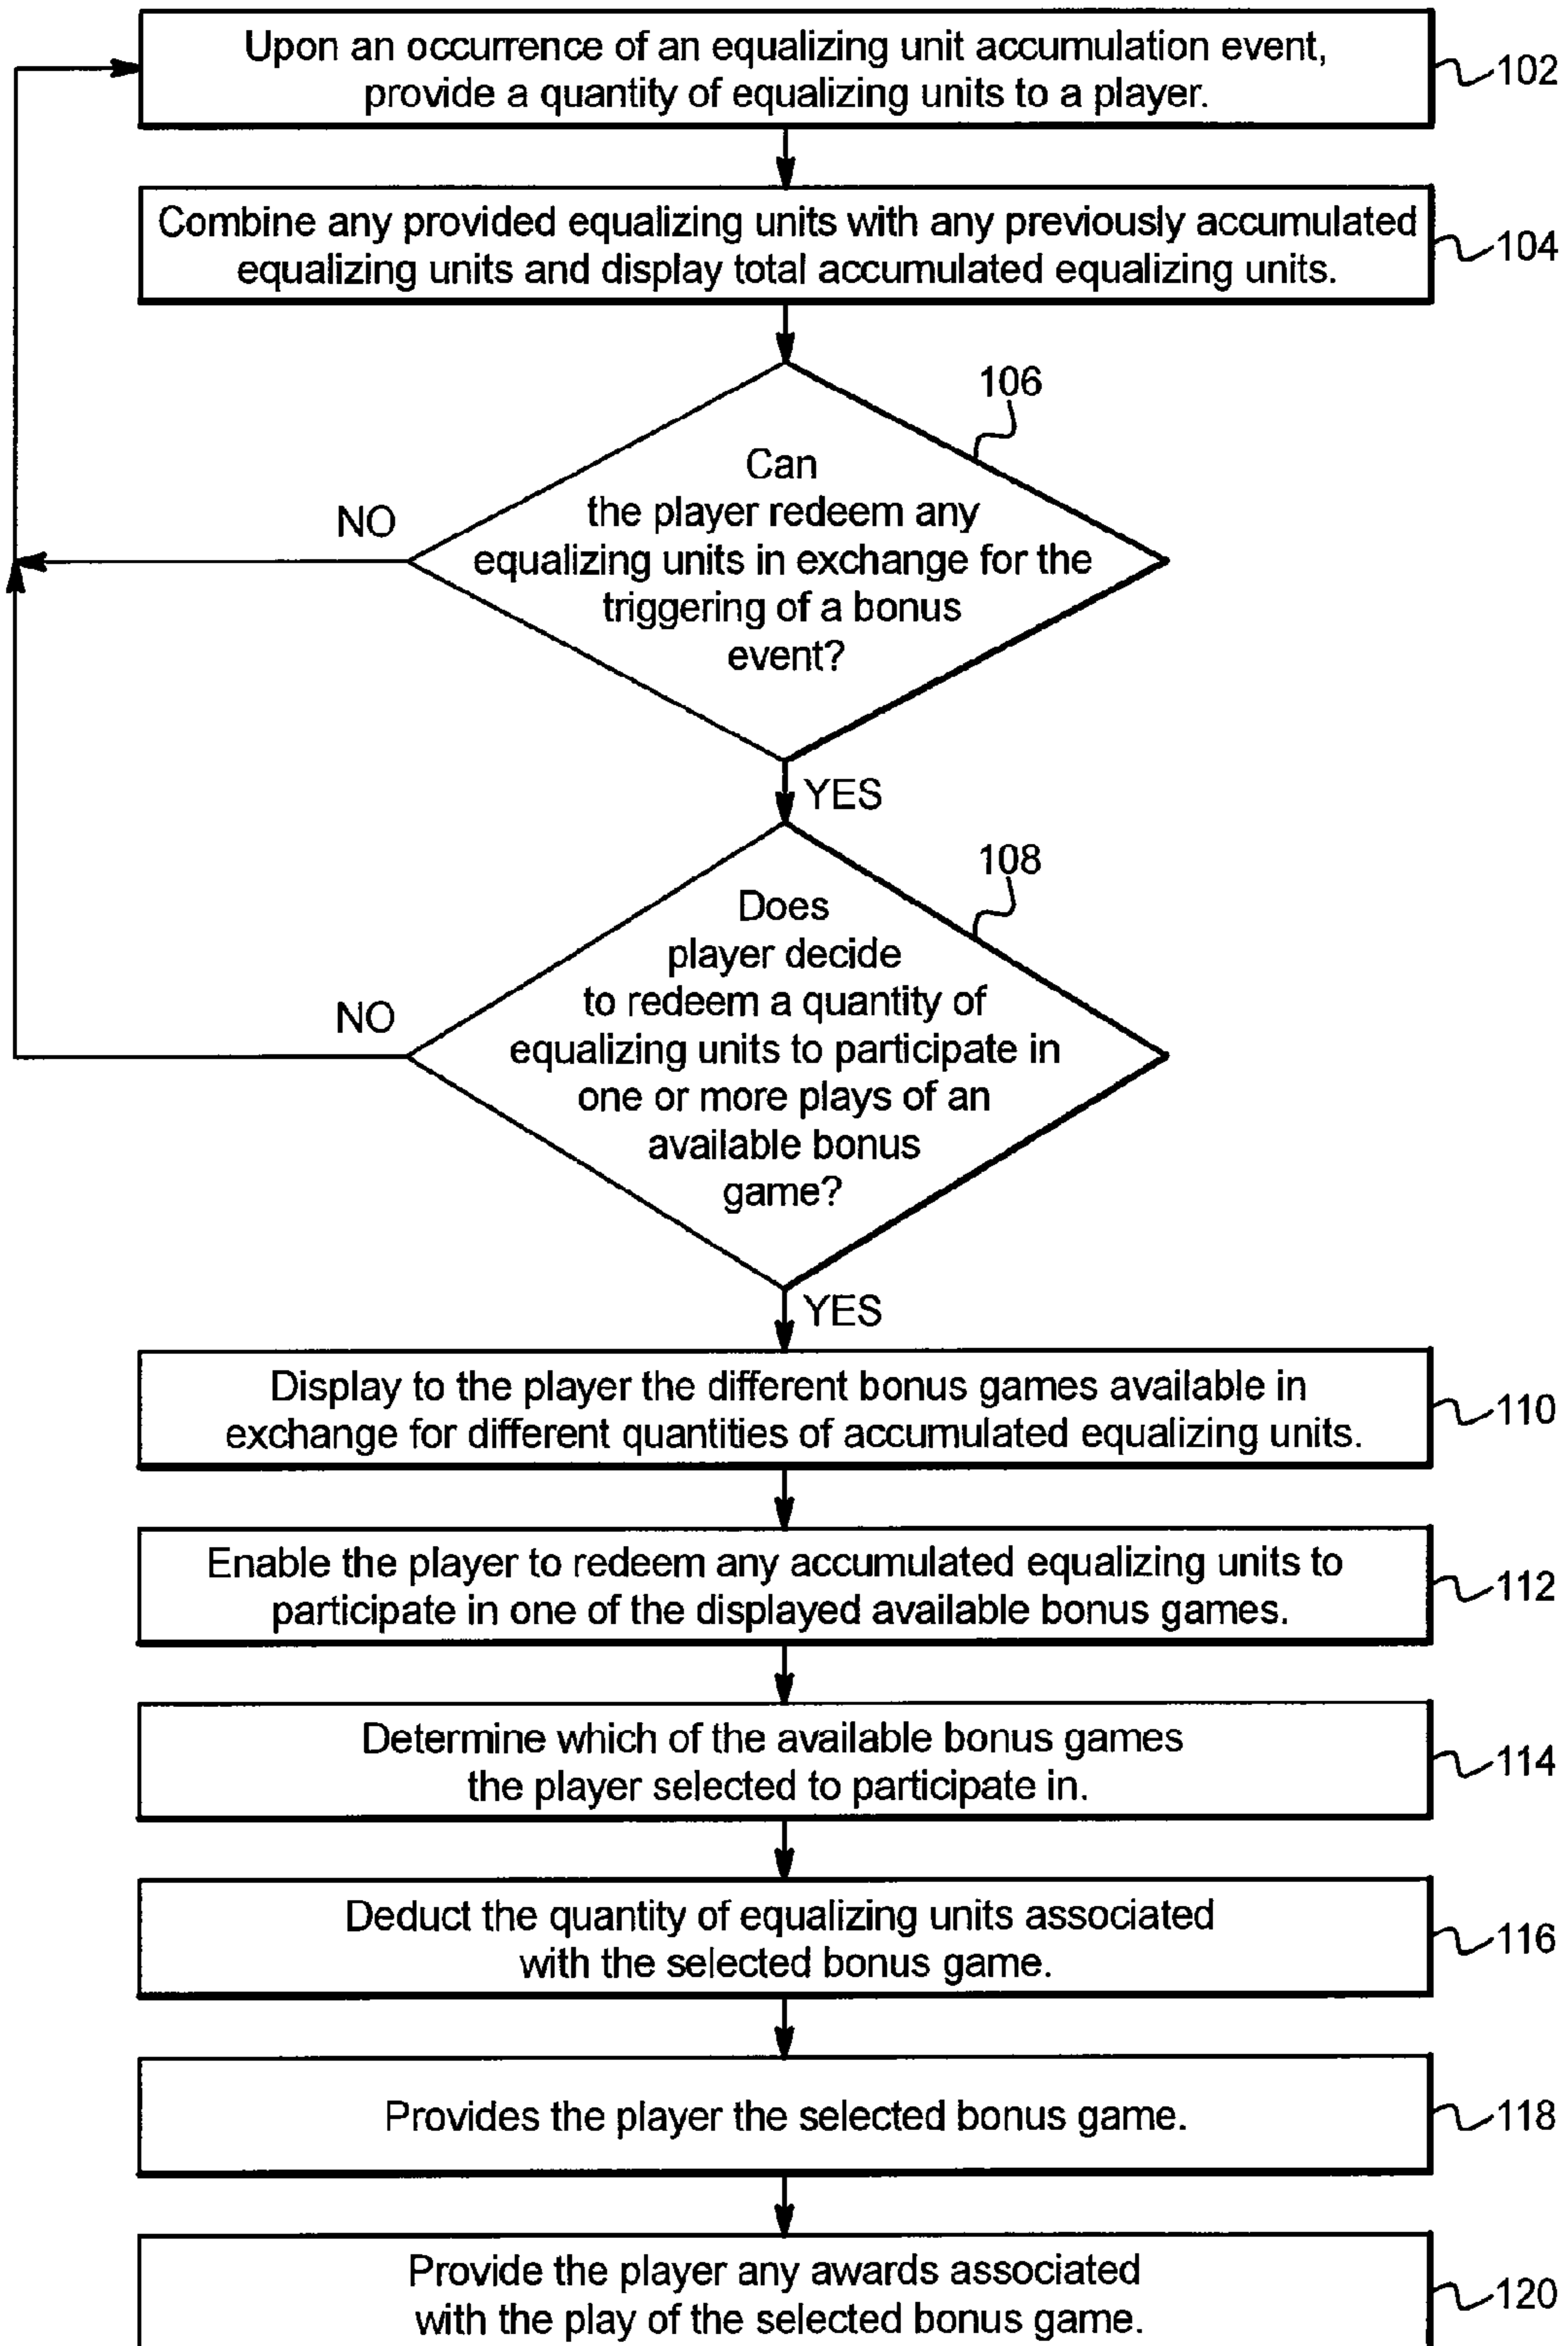 Upon an occurrence of an equalizing unit accumulation event,
provide a quantity of equalizing units to a player.
102
Combine any provided equalizing units with any previously accumulated
equalizing units and display total accumulated equalizing units.
104
106
Can
the player redeem any
equalizing units in exchange for the
triggering of a bonus
event?
NO
YES
108
Does
player decide
to redeem a quantity of
equalizing units to participate in
one or more plays of an
available bonus
game?
NO
YES
Display to the player the different bonus games available in
exchange for different quantities of accumulated equalizing units.
110
Enable the player to redeem any accumulated equalizing units to
participate in one of the displayed available bonus games.
112
Determine which of the available bonus games
the player selected to participate in.
114
Deduct the quantity of equalizing units associated
with the selected bonus game.
116
Provides the player the selected bonus game.
118
Provide the player any awards associated
with the play of the selected bonus game.
120